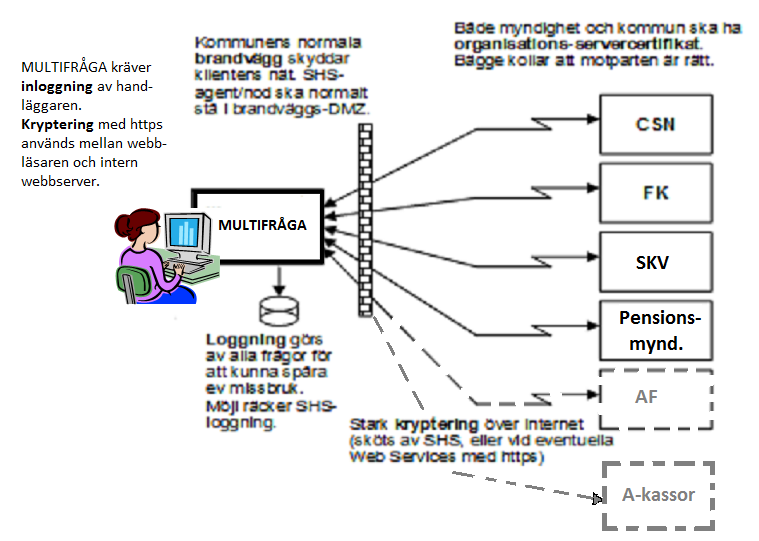 MULTIFRÅGA kräver
inloggning av hand-
läggaren.
Kryptering med https
används mellan webb-
läsaren och intern
webbserver.
Kommunens normala
brandvägg skyddar
klientens nät. SHS-
agent/nod ska normalt
stå i brandväggs-DMZ.
Både myndighet och kommun ska ha
organisations-servercertifikat.
Bägge kollar att motparten är rätt.
MULTIFRÅGA
CSN
FK
SKV
Pensions-
mynd.
AF
A-kassor
Loggning görs
av alla frågor för
att kunna spåra
ev missbruk.
Möjl räcker SHS-
loggning.
Stark kryptering över Internet
(sköts av SHS, eller vid eventuella
Web Services med https)